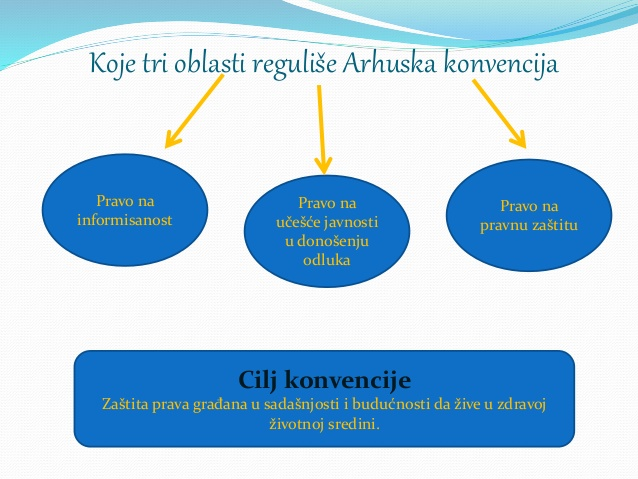 Koje tri oblasti reguliše Arhuska konvencija
Pravo na
informisanost
Pravo na
učešće javnosti
u donošenju
odluka
Pravo na
pravnu zaštitu
Cilj konvencije
Zaštita prava građana u sadašnjosti i budućnosti da žive u zdravoj
životnoj sredini.